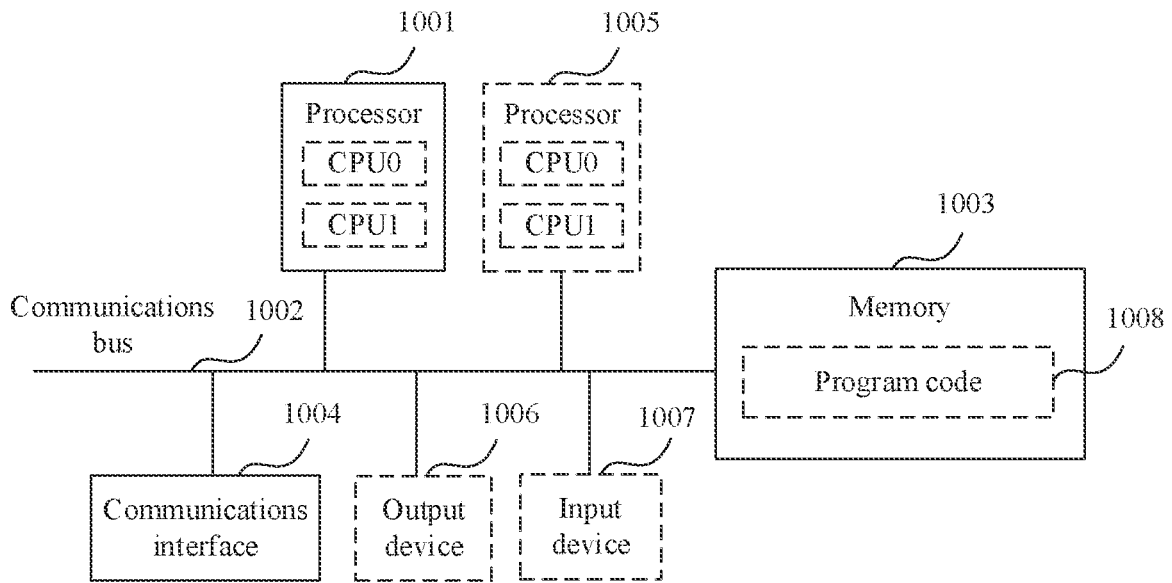 1001
1005
Processor
CPU0
CPU1
Processor
CPU0
CPU1
1003
Memory
1008
Program code
Communications
bus
1002
1004
1006
1007
Communications
interface
Output
device
Input
device